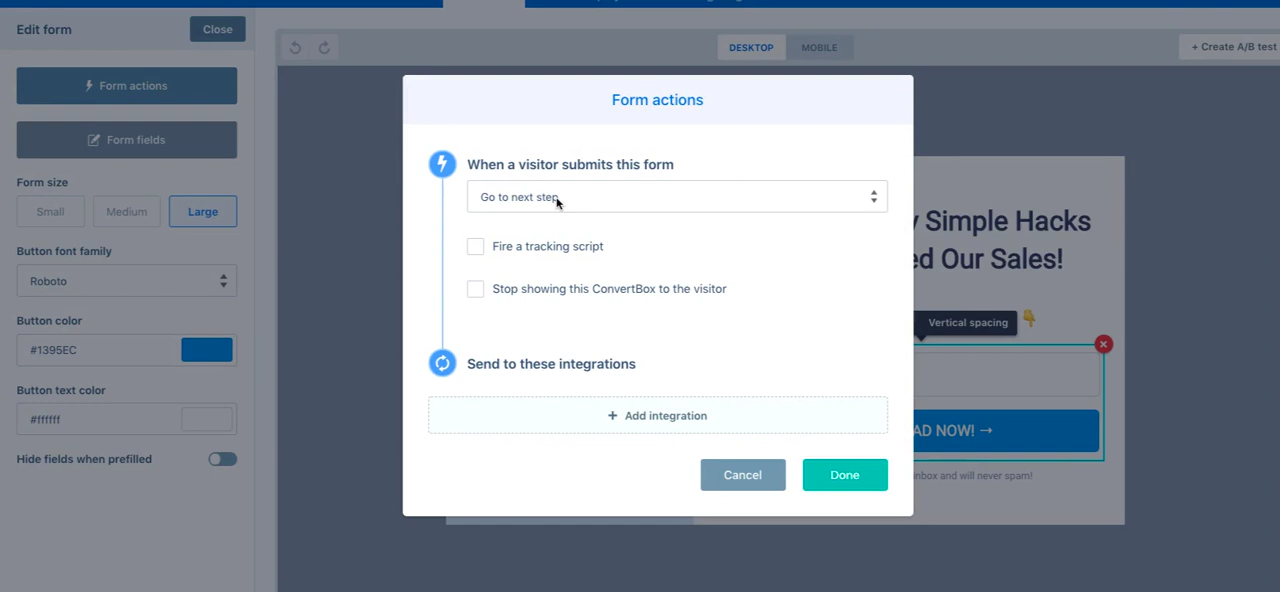 Edit form
Close
Form actions
Form fields
Form size
Small Medium Large
Button font family
Roboto
Button color
#1395EC
Button text color
#ffffff
Hide fields when prefilled
DESKTOP MOBILE
+ Create A/B test
Form actions
When a visitor submits this form
Go to next step
Fire a tracking script
Stop showing this ConvertBox to the visitor
Send to these integrations
+ Add integration
Cancel Done
Simple Hacks
Our Sales!
Vertical spacing
NOW! →
inbox and will never spam!